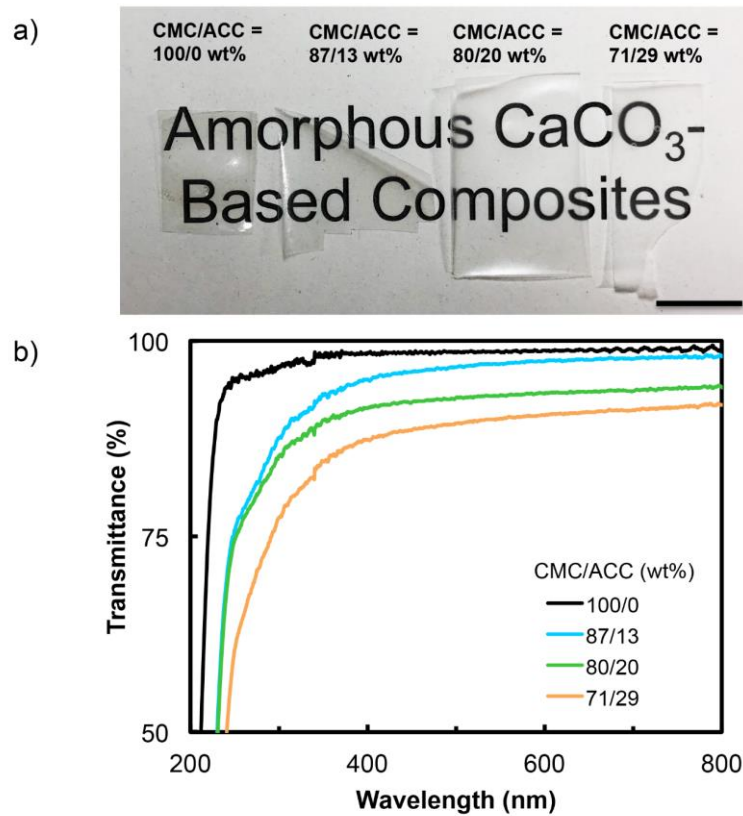 a)
CMC/ACC = 100/0 wt%
CMC/ACC = 87/13 wt%
CMC/ACC = 80/20 wt%
CMC/ACC = 71/29 wt%
Amorphous CaCO₃-
Based Composites
b)
100
75
50
Transmittance (%)
CMC/ACC (wt%)
100/0
87/13
80/20
71/29
200
400
600
800
Wavelength (nm)